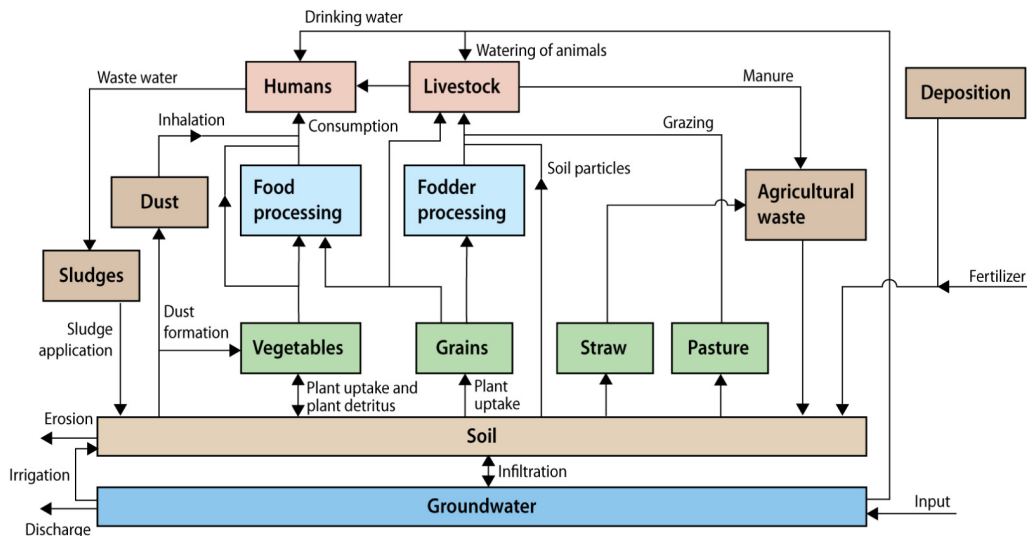 Drinking water
Watering of animals
Waste water
Humans
Livestock
Manure
Deposition
Inhalation
Consumption
Grazing
Soil particles
Dust
Food
processing
Fodder
processing
Agricultural
waste
Sludges
Fertilizer
Sludge
application
Dust
formation
Vegetables
Grains
Straw
Pasture
Plant uptake and
plant detritus
Plant
uptake
Erosion
Soil
Irrigation
Infiltration
Groundwater
Input
Discharge